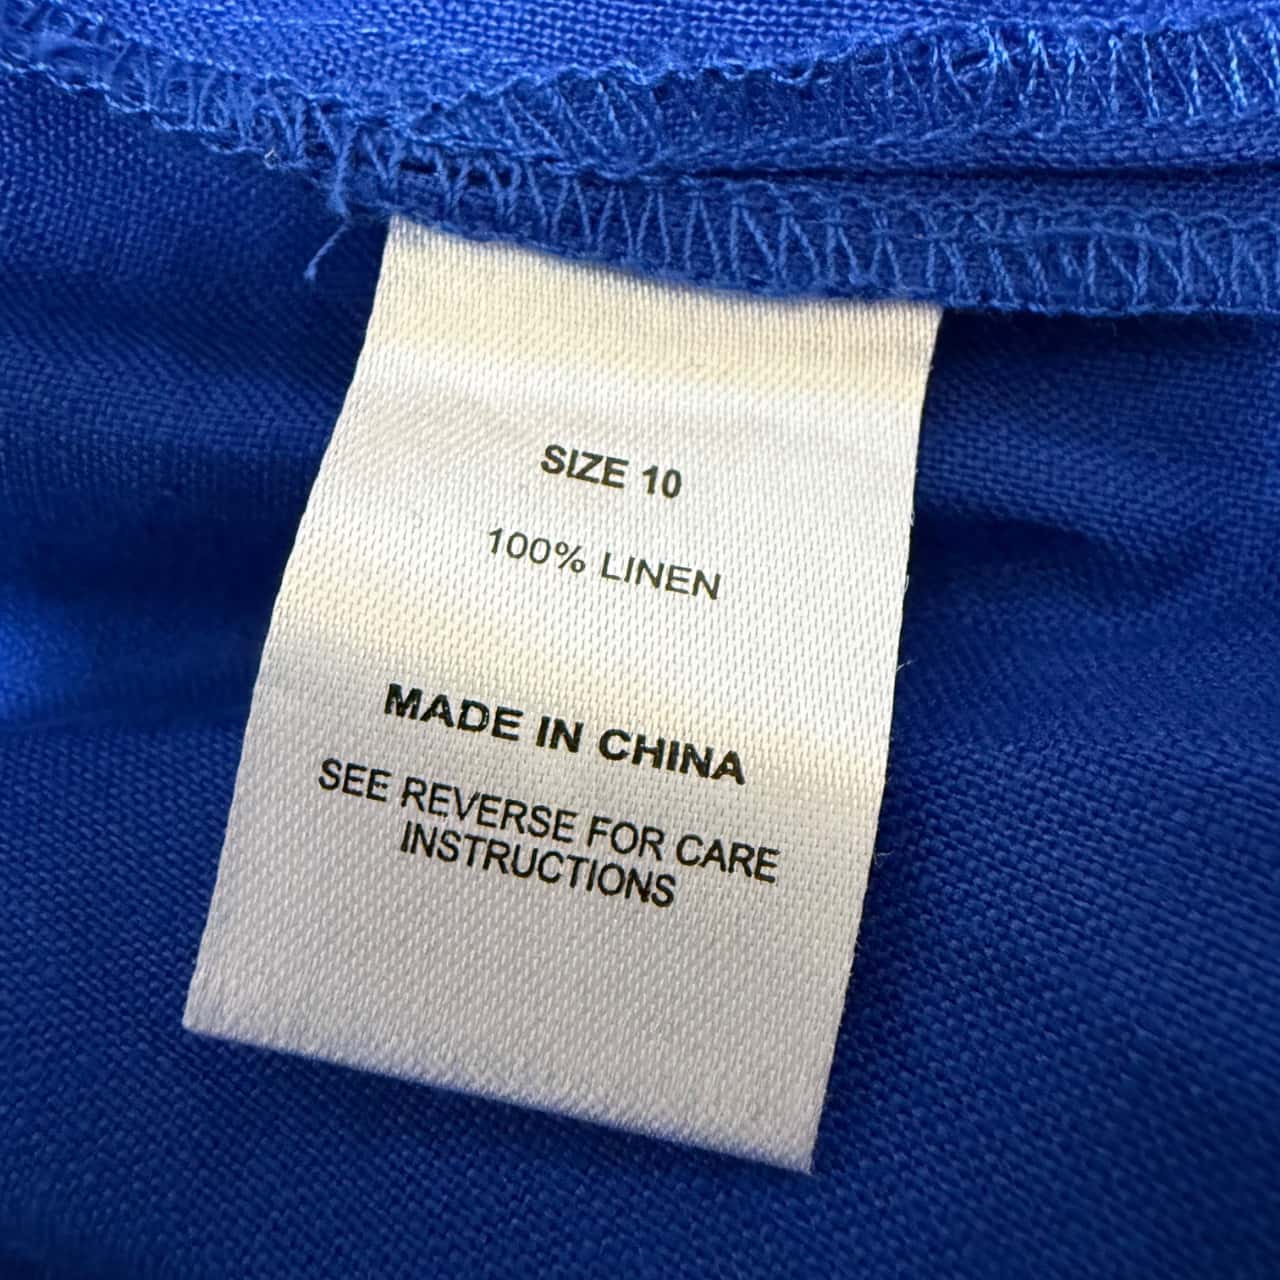 SIZE 10
100% LINEN
MADE IN CHINA
SEE REVERSE FOR CARE
INSTRUCTIONS